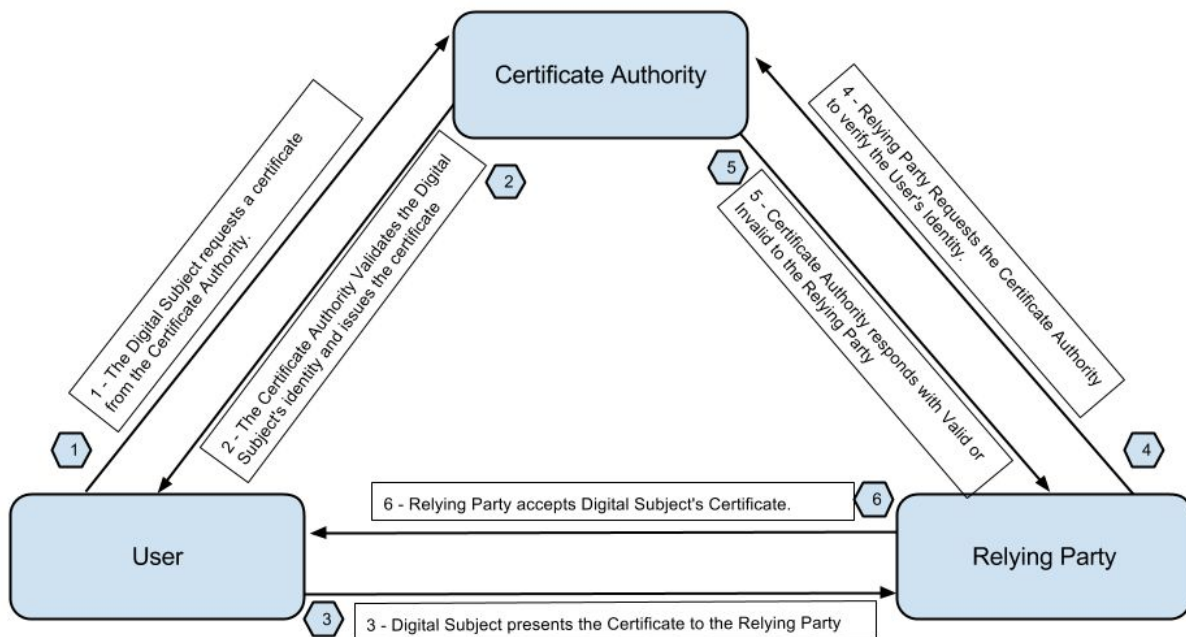 Certificate Authority
1 - The Digital Subject requests a certificate
from the Certificate Authority.
2 - The Certificate Authority Validates the Digital
Subject's identity and issues the certificate
5 - Certificate Authority responds with Valid or
Invalid to the Relying Party
4 - Relying Party Requests the Certificate Authority
to verify the User's Identity.
2
5
1
4
6 - Relying Party accepts Digital Subject's Certificate.
6
User
Relying Party
3
3 - Digital Subject presents the Certificate to the Relying Party